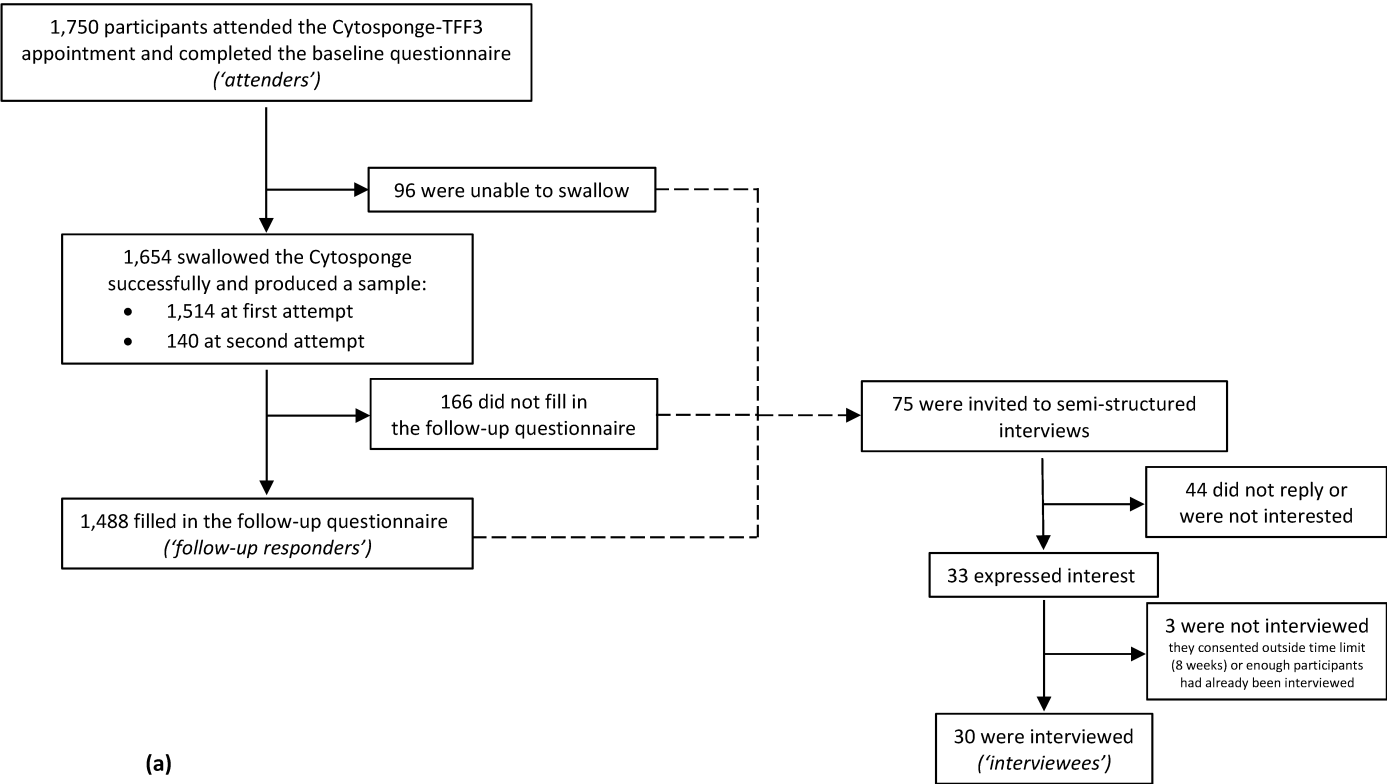 1,750 participants attended the Cytosponge-TFF3
appointment and completed the baseline questionnaire
(‘attenders’)
96 were unable to swallow
1,654 swallowed the Cytosponge
successfully and produced a sample:
• 1,514 at first attempt
• 140 at second attempt
166 did not fill in
the follow-up questionnaire
1,488 filled in the follow-up questionnaire
(‘follow-up responders’)
75 were invited to semi-structured
interviews
44 did not reply or
were not interested
33 expressed interest
3 were not interviewed
they consented outside time limit
(8 weeks) or enough participants
had already been interviewed
30 were interviewed
(‘interviewees’)
(a)